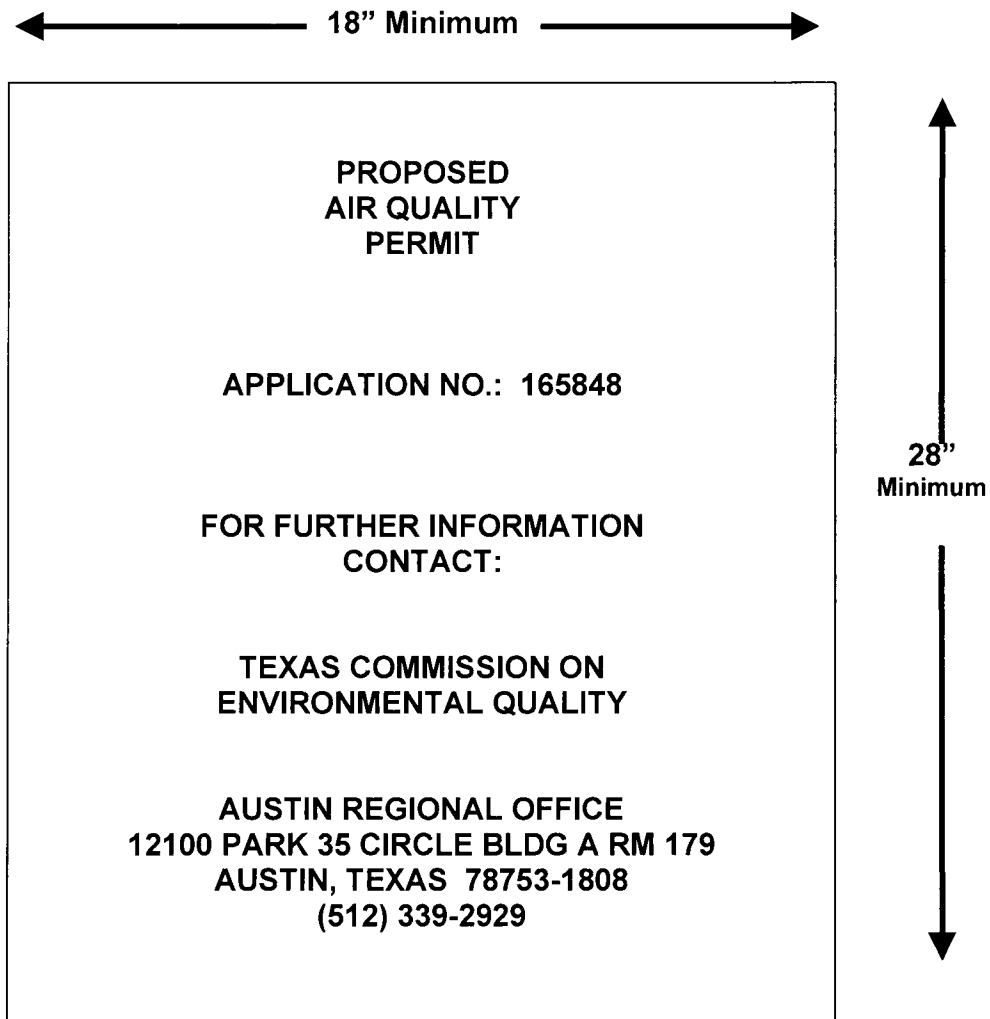 18” Minimum
PROPOSED
AIR QUALITY
PERMIT
APPLICATION NO.: 165848
28”
Minimum
FOR FURTHER INFORMATION
CONTACT:
TEXAS COMMISSION ON
ENVIRONMENTAL QUALITY
AUSTIN REGIONAL OFFICE
12100 PARK 35 CIRCLE BLDG A RM 179
AUSTIN, TEXAS 78753-1808
(512) 339-2929